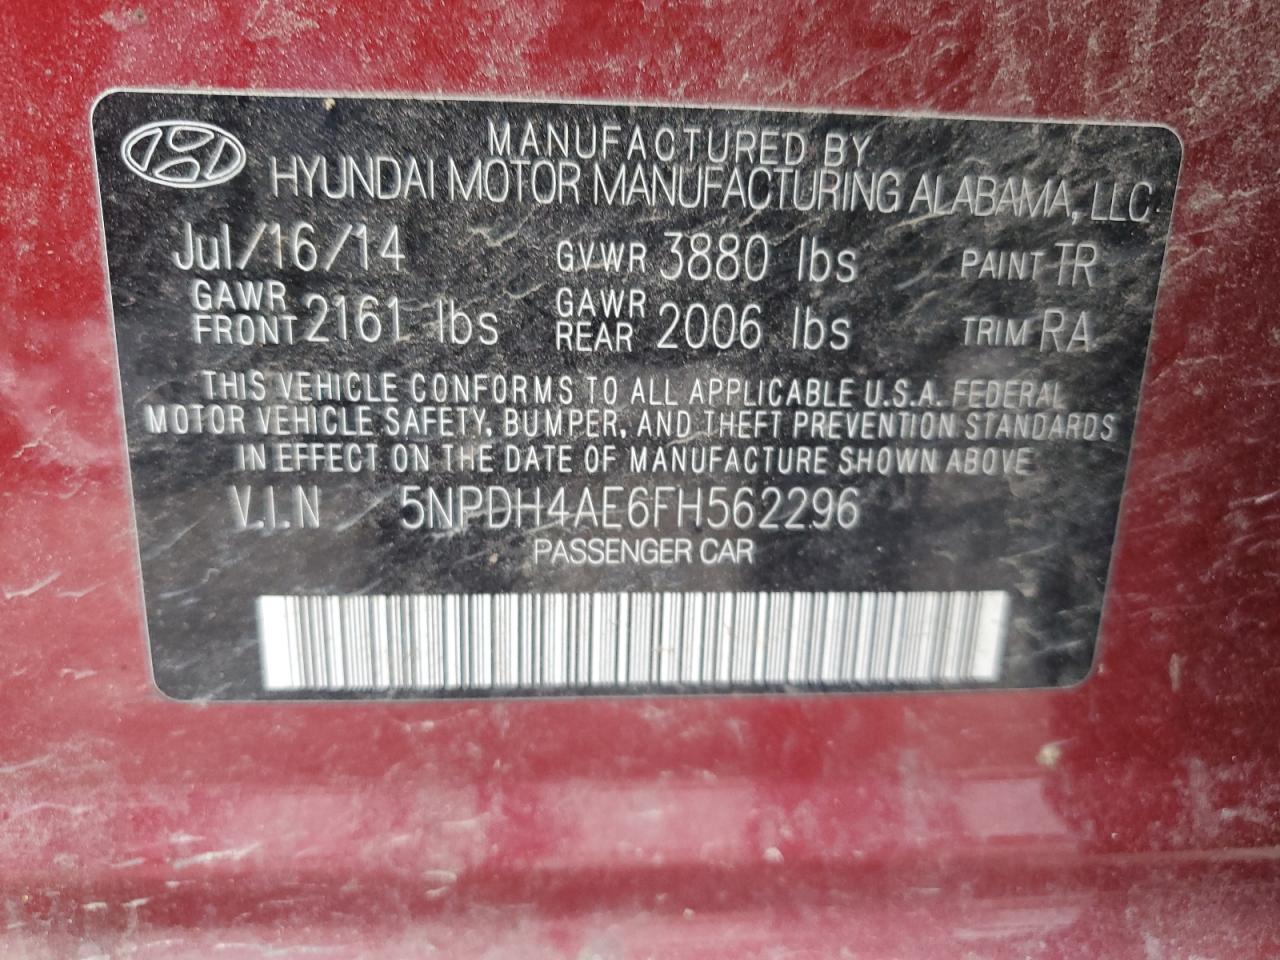 MANUFACTURED BY
HYUNDAI MOTOR MANUFACTURING ALABAMA, LLC
Jul/16/14 GVWR 3880 lbs PAINT TR
GAWR FRONT 2161 lbs GAWR REAR 2006 lbs TRIM RA
THIS VEHICLE CONFORMS TO ALL APPLICABLE U.S.A. FEDERAL
MOTOR VEHICLE SAFETY, BUMPER, AND THEFT PREVENTION STANDARDS
IN EFFECT ON THE DATE OF MANUFACTURE SHOWN ABOVE
V.I.N 5NPDH4AE6FH562296
PASSENGER CAR